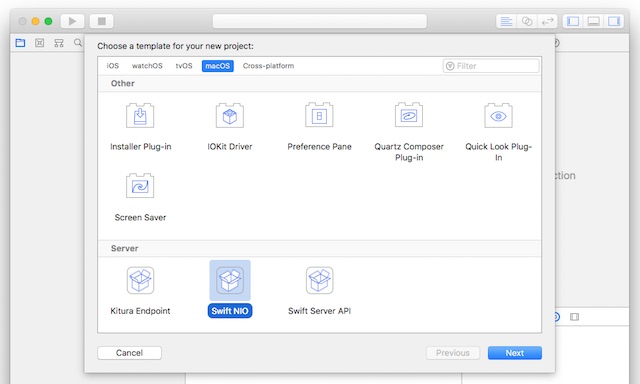 Choose a template for your new project:
iOS watchOS tvOS macOS Cross-platform Filter
Other
Installer Plug-in IOKit Driver Preference Pane Quartz Composer Plug-in Quick Look Plug-In
Screen Saver
Server
Kitura Endpoint Swift NIO Swift Server API
Cancel Previous Next
ction